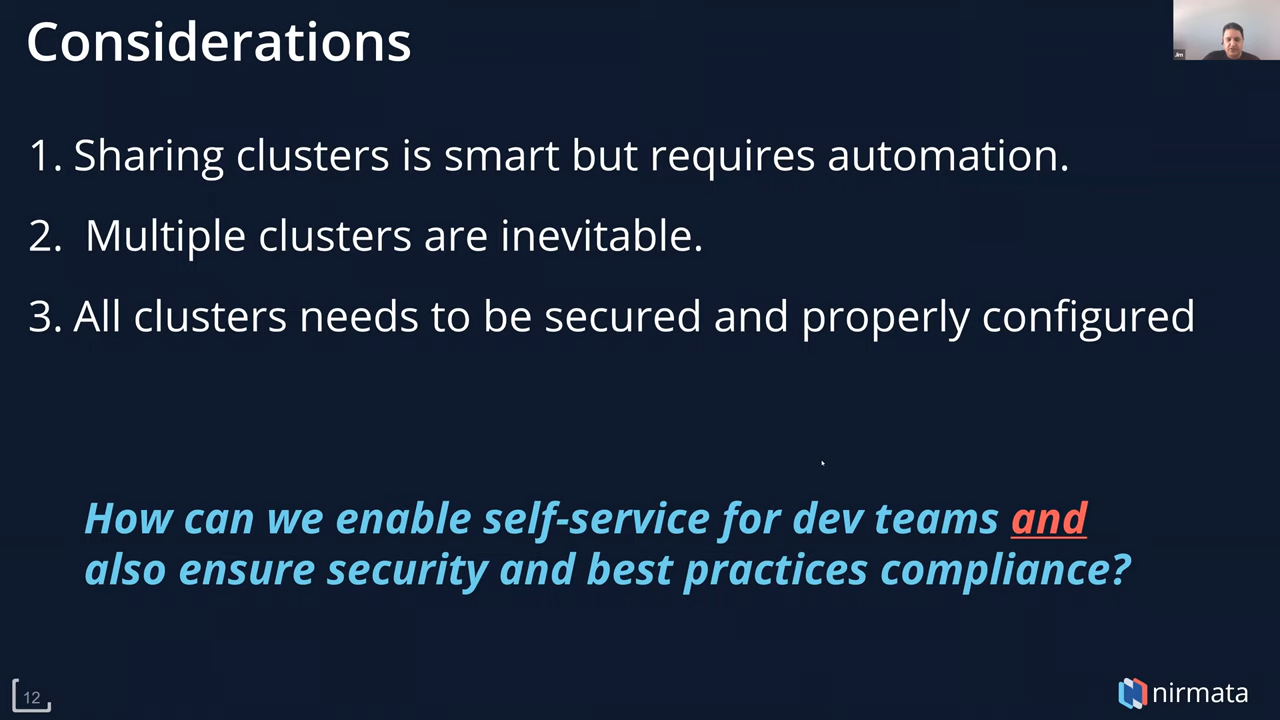 Considerations
1. Sharing clusters is smart but requires automation.
2. Multiple clusters are inevitable.
3. All clusters needs to be secured and properly configured
How can we enable self-service for dev teams and
also ensure security and best practices compliance?
12
nirmata
Jim